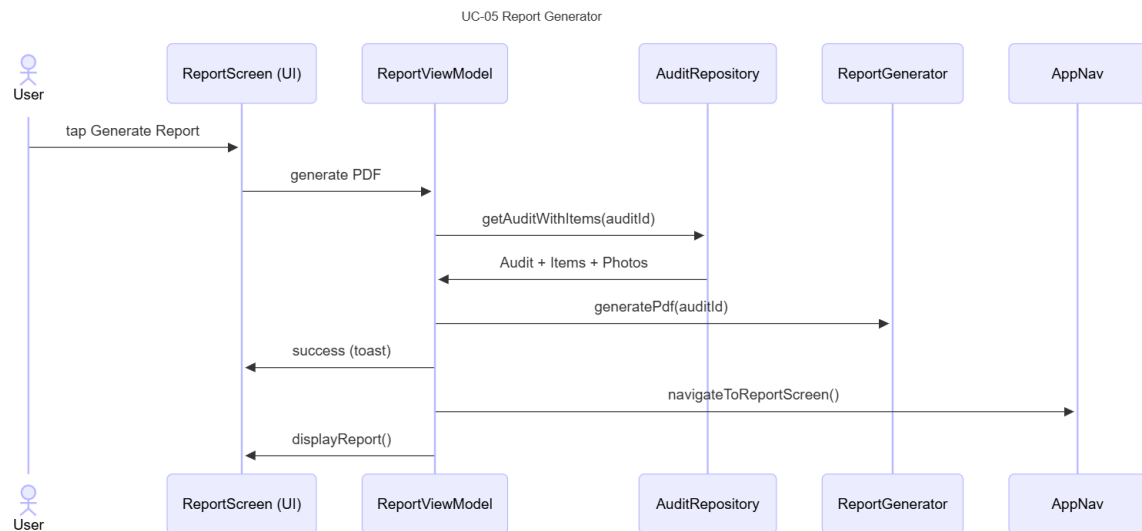 UC-05 Report Generator
User
ReportScreen (UI)
ReportViewModel
AuditRepository
ReportGenerator
AppNav
tap Generate Report
generate PDF
getAuditWithItems(auditId)
Audit + Items + Photos
generatePdf(auditId)
success (toast)
navigateToReportScreen()
displayReport()
User
ReportScreen (UI)
ReportViewModel
AuditRepository
ReportGenerator
AppNav